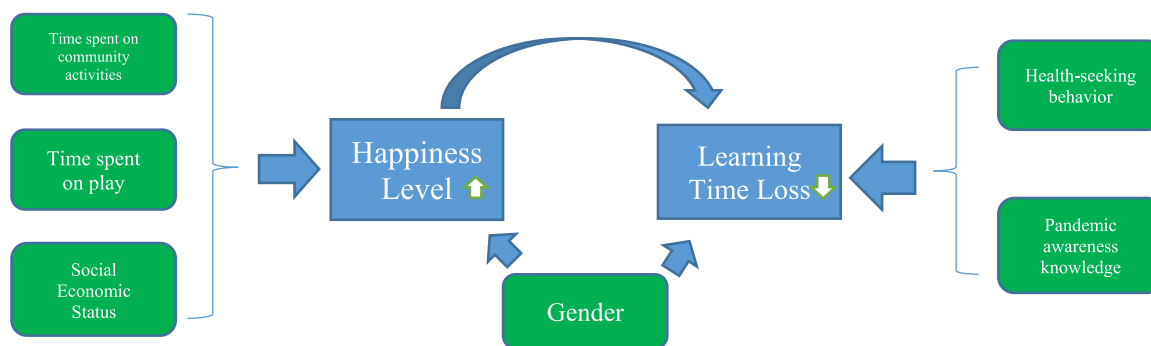 Time spent on
community
activities
Time spent
on play
Social
Economic
Status
Happiness
Level
Learning
Time Loss
Gender
Health-seeking
behavior
Pandemic
awareness
knowledge